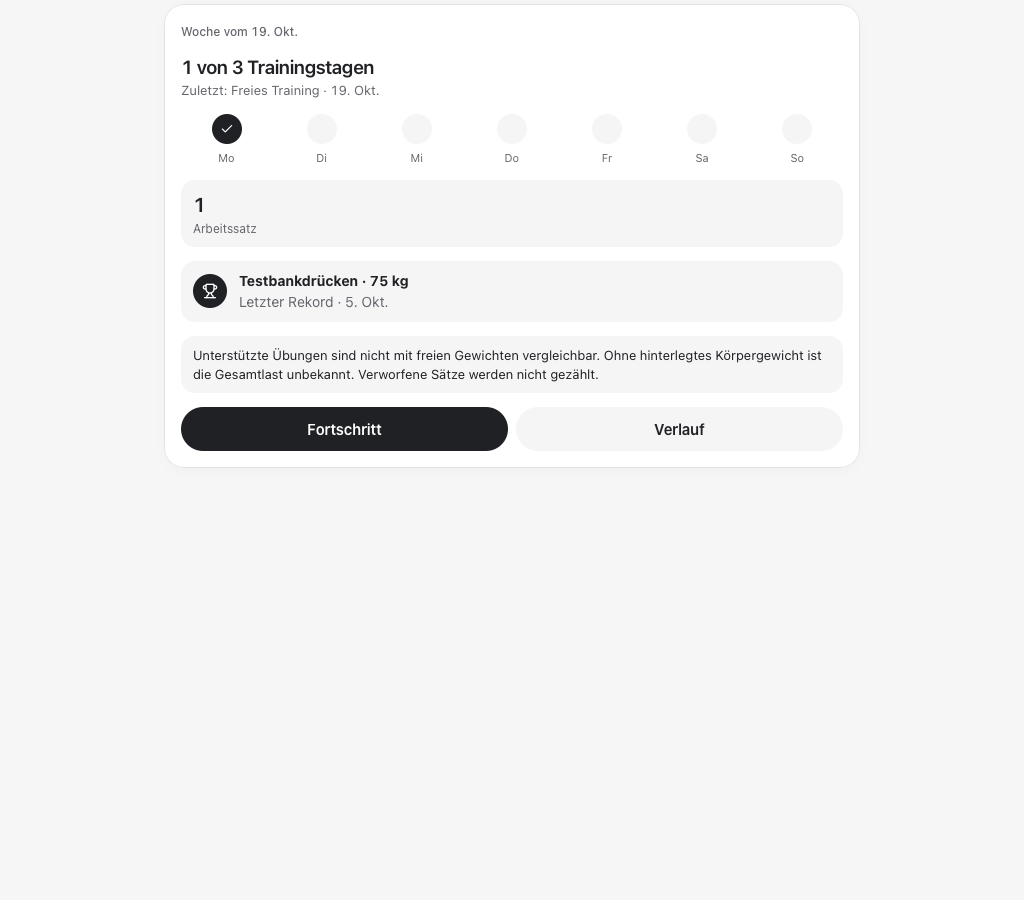 Woche vom 19. Okt.
1 von 3 Trainingstagen
Zuletzt: Freies Training · 19. Okt.
Mo Di Mi Do Fr Sa So
1
Arbeitssatz
Testbankdrücken · 75 kg
Letzter Rekord · 5. Okt.
Unterstützte Übungen sind nicht mit freien Gewichten vergleichbar. Ohne hinterlegtes Körpergewicht ist
die Gesamtlast unbekannt. Verworfene Sätze werden nicht gezählt.
Fortschritt Verlauf